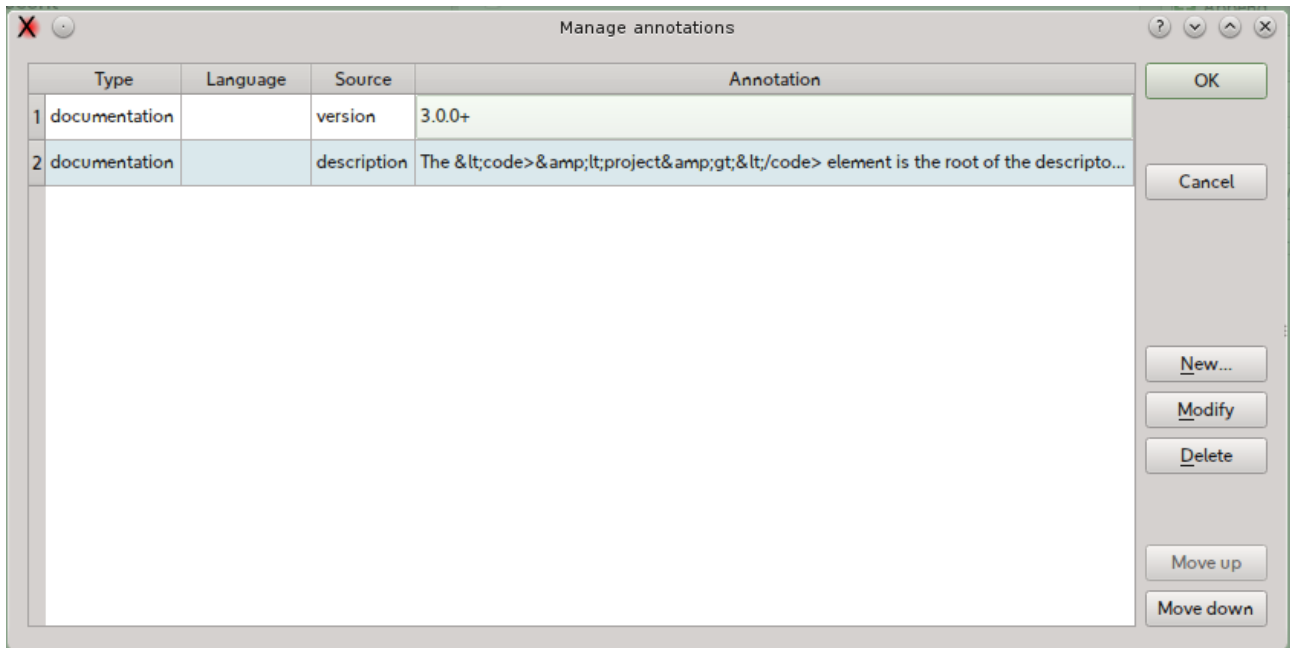 Manage annotations
Type Language Source Annotation
1 documentation version 3.0.0+
2 documentation description The &lt;code>&amp;lt;project&amp;gt;&lt;/code> element is the root of the descripto...
OK
Cancel
New...
Modify
Delete
Move up
Move down